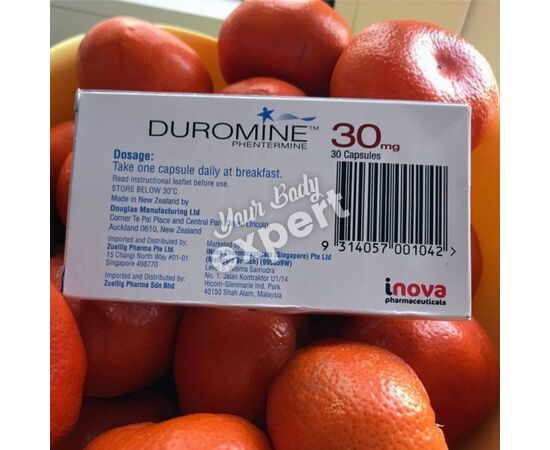 DUROMINE™ 30mg
PHENTERMINE
30 Capsules
Dosage:
Take one capsule daily at breakfast.
Read instructional leaflet before use.
STORE BELOW 30°C.
Made in New Zealand by
Douglas Manufacturing Ltd
Corner Te Pai Place and Central Park Lincoln
Auckland 0610, New Zealand
Imported and Distributed by:
Zuellig Pharma Pte Ltd
15 Changi North Way #01-01
Singapore 498770
Imported and Distributed by:
Zuellig Pharma Sdn Bhd
Marketed
(Singapore) Pte Ltd
Samudra
No. 1, Jalan Kontraktor U1/14
Hicom-Glenmarie Ind. Park
40150 Shah Alam, Malaysia
9 314057 001042 >
inova
pharmaceuticals
Your Body
expert